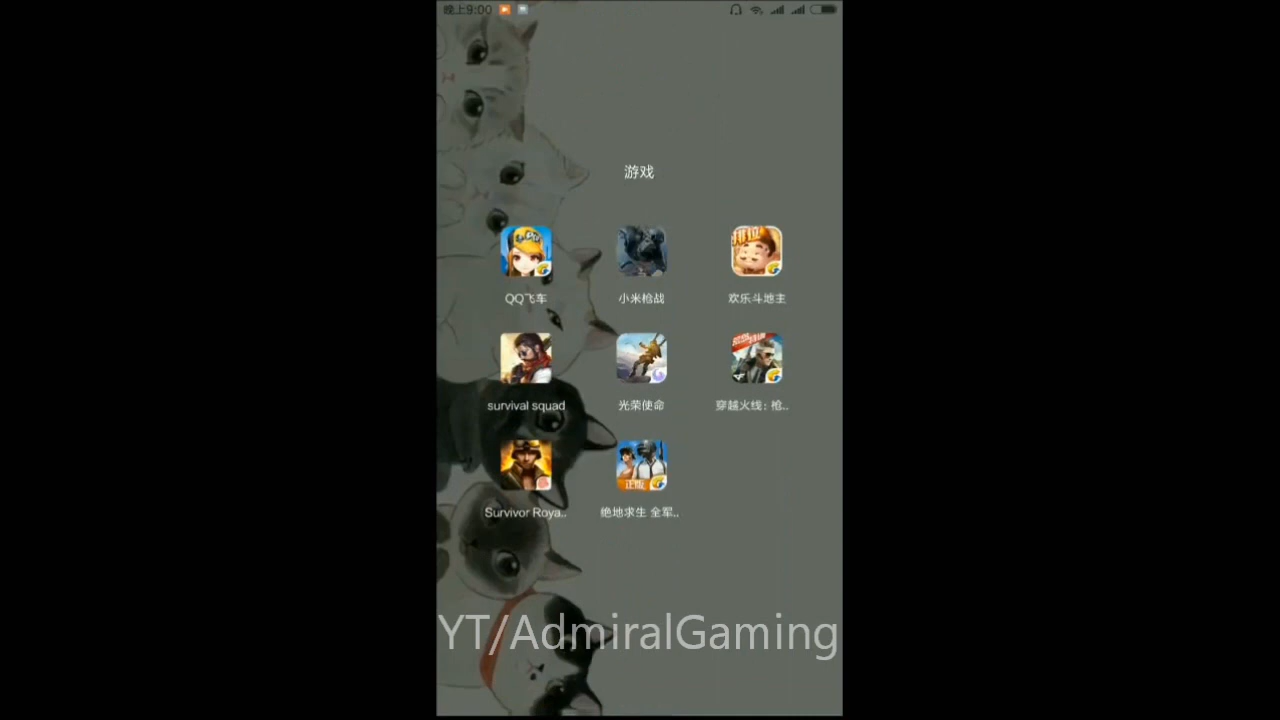 晚上9:00
游戏
QQ飞车
小米枪战
欢乐斗地主
survival squad
光荣使命
穿越火线：枪..
Survivor Roya..
正版
绝地求生 全军..
YT/AdmiralGaming